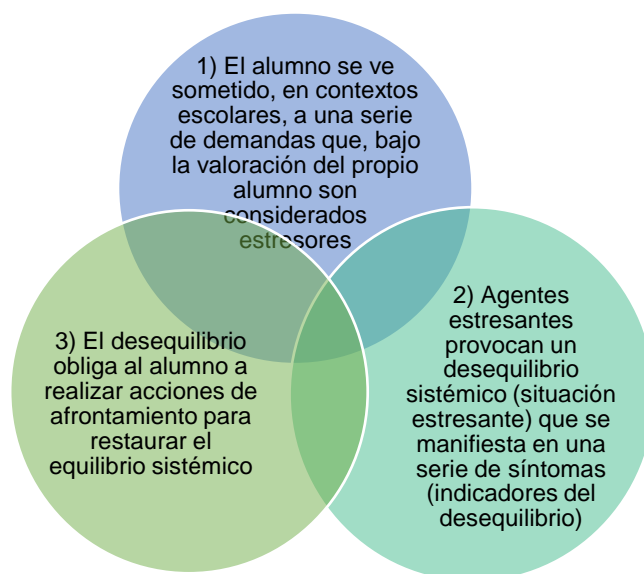 1) El alumno se ve
sometido, en contextos
escolares, a una serie
de demandas que, bajo
la valoración del propio
alumno son
considerados
estresores
2) Agentes
estresantes
provocan un
desequilibrio
sistémico (situación
estresante) que se
manifiesta en una
serie de síntomas
(indicadores del
desequilibrio)
3) El desequilibrio
obliga al alumno a
realizar acciones de
afrontamiento para
restaurar el
equilibrio sistémico